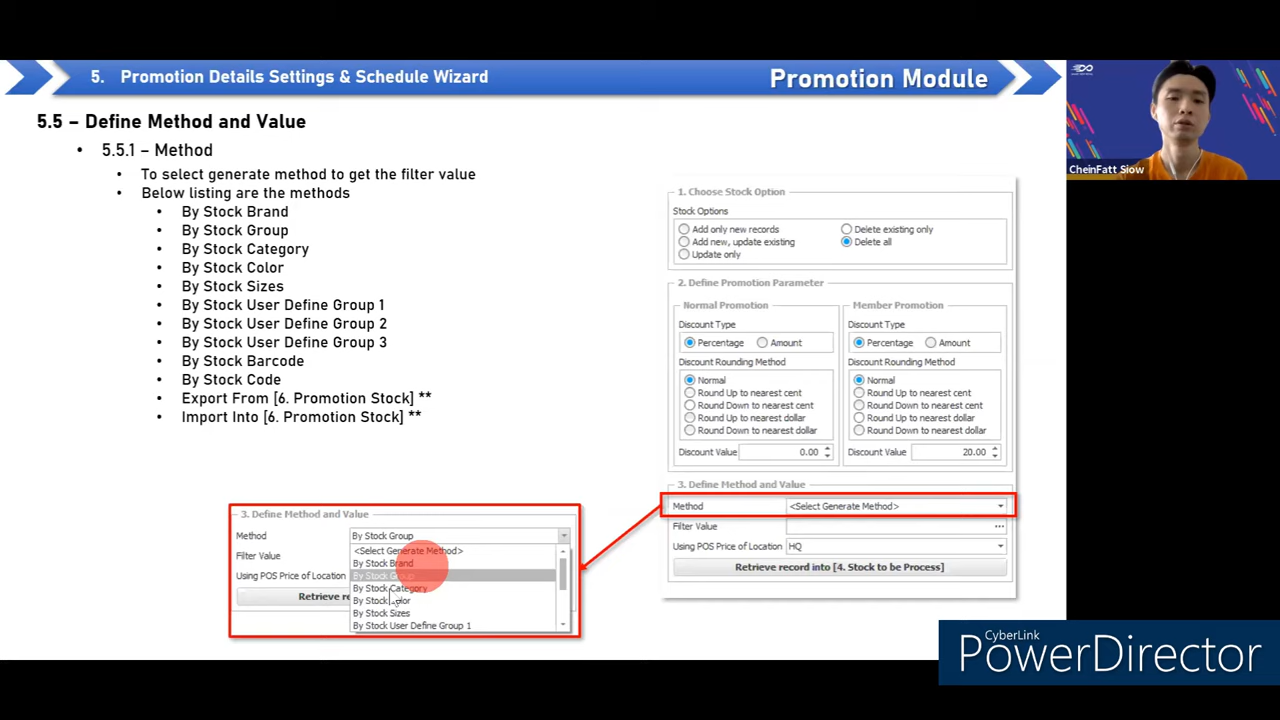 5. Promotion Details Settings & Schedule Wizard
Promotion Module
CheinFatt Siow
5.5 – Define Method and Value
• 5.5.1 – Method
• To select generate method to get the filter value
• Below listing are the methods
• By Stock Brand
• By Stock Group
• By Stock Category
• By Stock Color
• By Stock Sizes
• By Stock User Define Group 1
• By Stock User Define Group 2
• By Stock User Define Group 3
• By Stock Barcode
• By Stock Code
• Export From [6. Promotion Stock] **
• Import Into [6. Promotion Stock] **
1. Choose Stock Option
Stock Options
Add only new records
Delete existing only
Add new, update existing
Delete all
Update only
2. Define Promotion Parameter
Normal Promotion
Discount Type
Percentage Amount
Discount Rounding Method
Normal
Round Up to nearest cent
Round Down to nearest cent
Round Up to nearest dollar
Round Down to nearest dollar
Discount Value 0.00
Member Promotion
Discount Type
Percentage Amount
Discount Rounding Method
Normal
Round Up to nearest cent
Round Down to nearest cent
Round Up to nearest dollar
Round Down to nearest dollar
Discount Value 20.00
3. Define Method and Value
Method <Select Generate Method>
Filter Value ...
Using POS Price of Location HQ
Retrieve record into [4. Stock to be Process]
3. Define Method and Value
Method By Stock Group
Filter Value
Using POS Price of Location
Retrieve re
<Select Generate Method>
By Stock Brand
By Stock Group
By Stock Category
By Stock Color
By Stock Sizes
By Stock User Define Group 1
CyberLink
PowerDirector